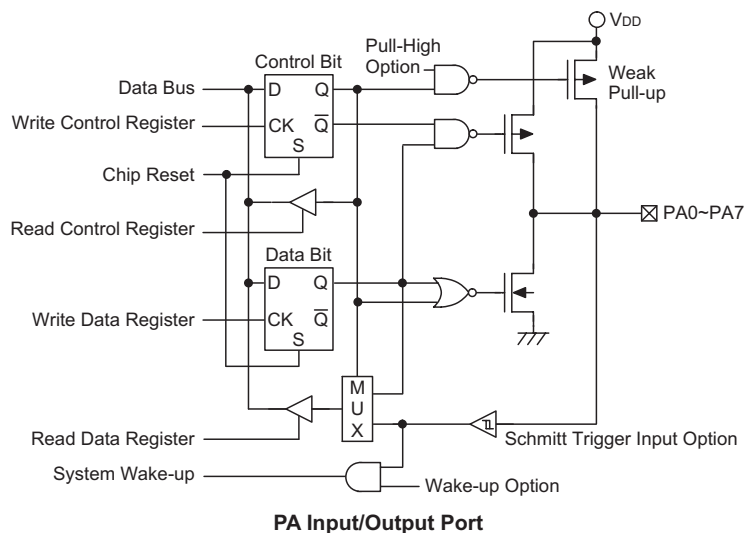 VDD
Pull-High
Option
Control Bit
Weak
Pull-up
Data Bus
D
Q
Write Control Register
CK
Q
S
Chip Reset
Read Control Register
PA0~PA7
Data Bit
D
Q
Write Data Register
CK
Q
S
M
U
X
Read Data Register
Schmitt Trigger Input Option
System Wake-up
Wake-up Option
PA Input/Output Port